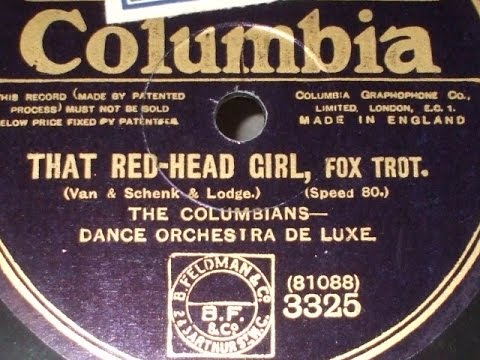 Columbia
THIS RECORD (MADE BY PATENTED
PROCESS) MUST NOT BE SOLD
BELOW PRICE FIXED BY PATENTEES
COLUMBIA GRAPHOPHONE CO.,
LIMITED, LONDON, E.C. 1.
MADE IN ENGLAND
THAT RED-HEAD GIRL, FOX TROT.
(Van & Schenk & Lodge.) (Speed 80.)
THE COLUMBIANS—
DANCE ORCHESTRA DE LUXE
B. FELDMAN & Co
B.F.
& Co
ARTHUR ST. W.C.
(81088)
3325